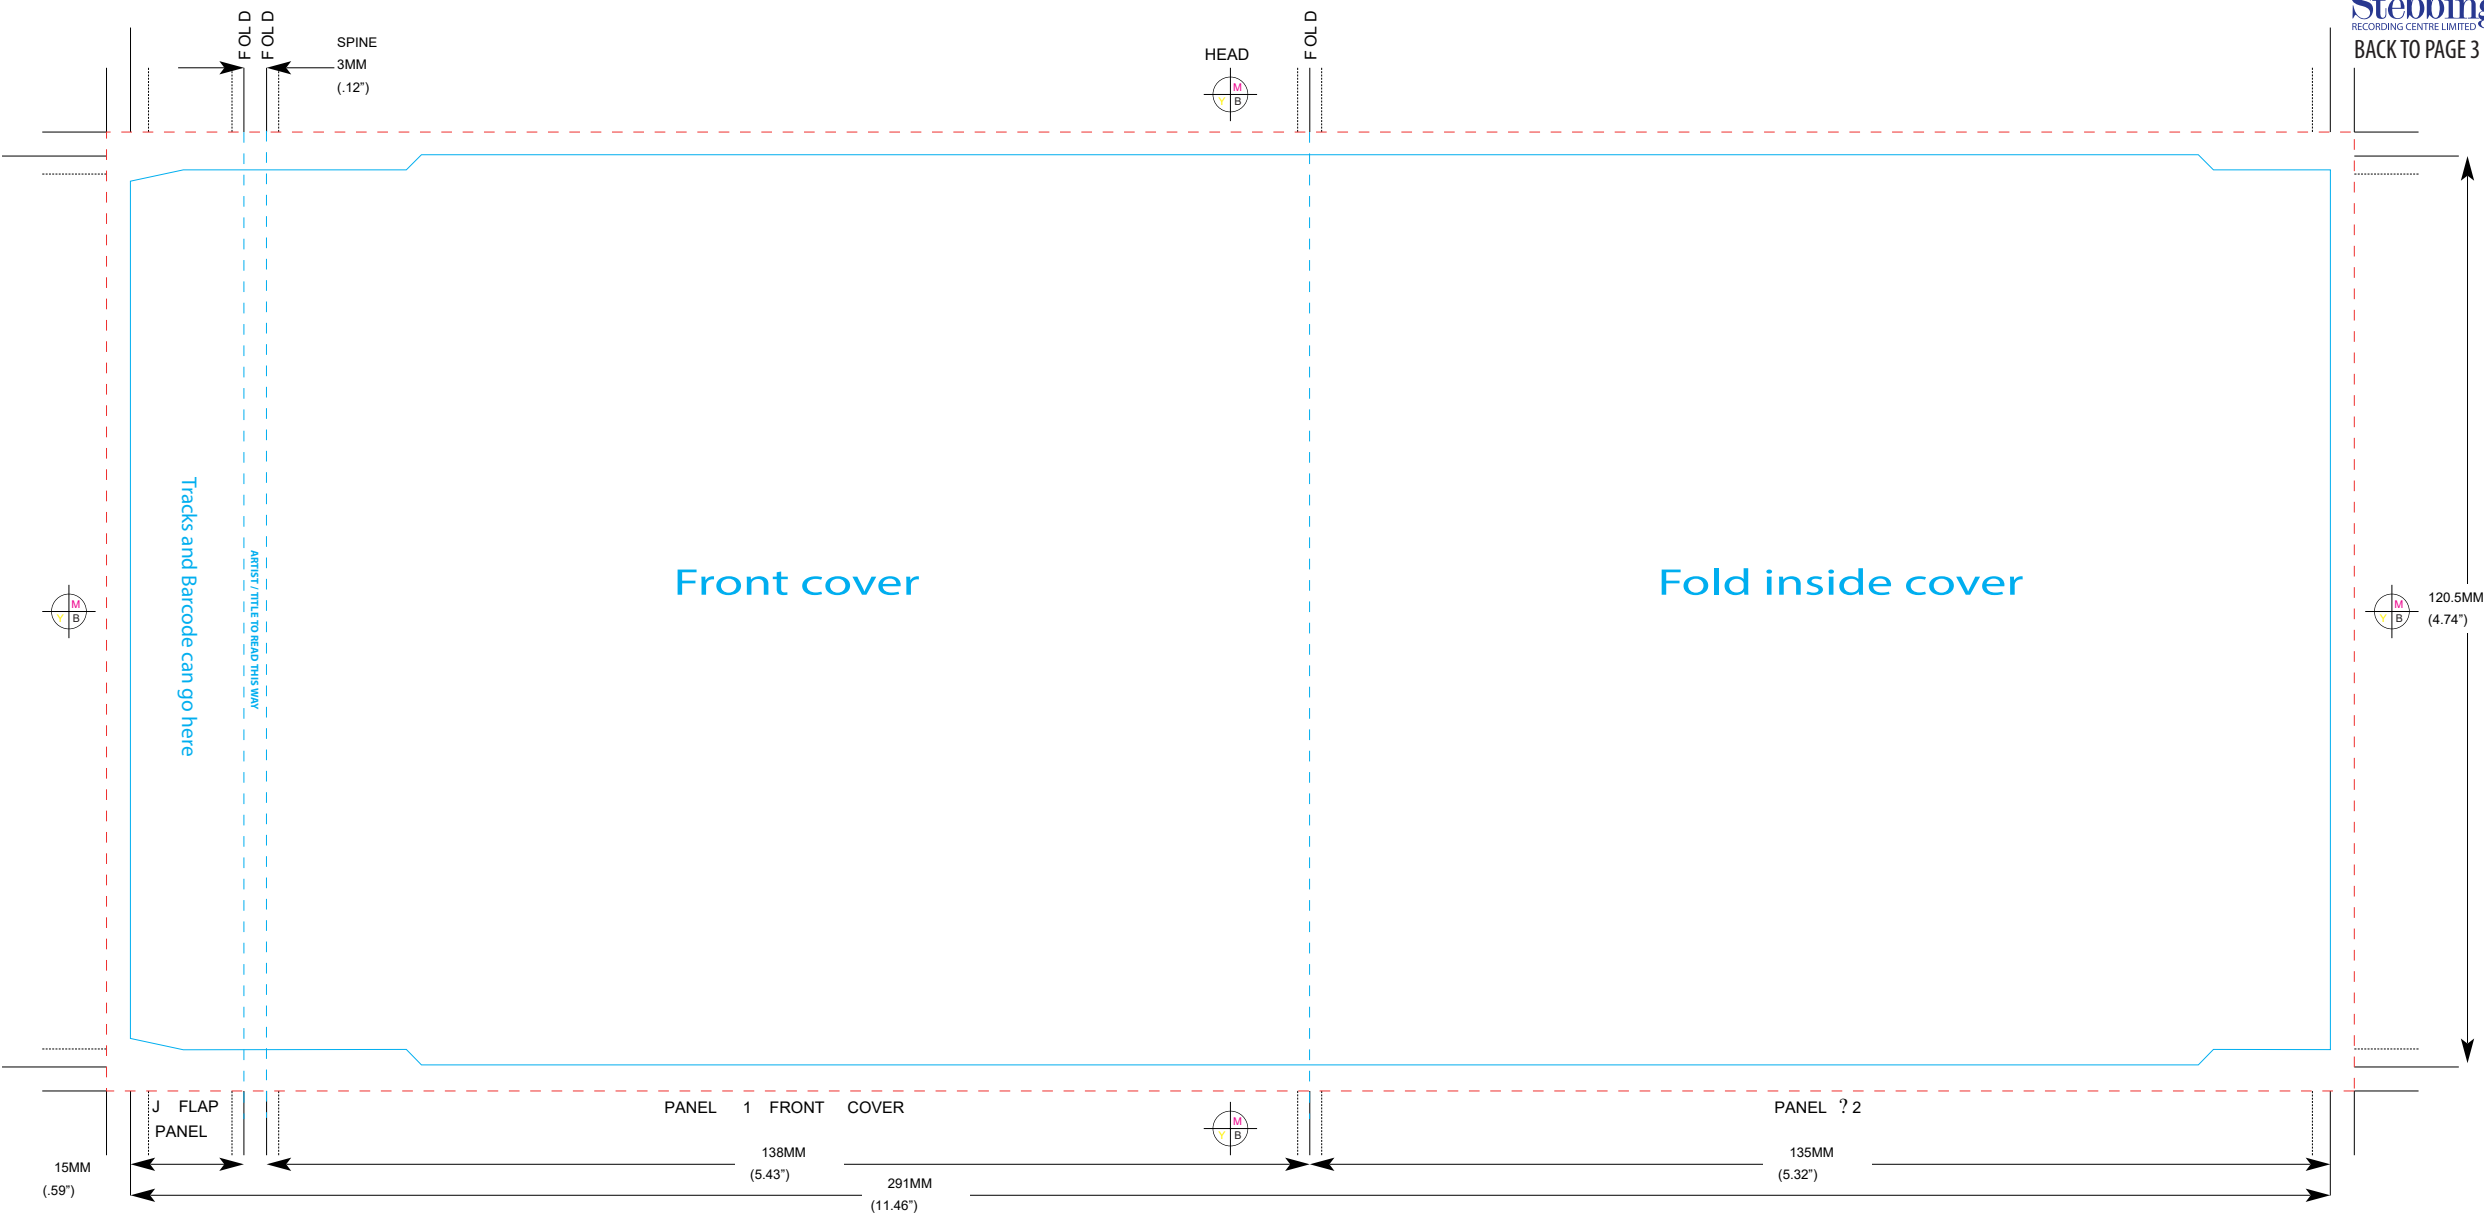 Stebbing
RECORDING CENTRE LIMITED
BACK TO PAGE 3
FOLD
FOLD
SPINE
3MM
(.12”)
HEAD
M
Y B
FOLD
Tracks and Barcode can go here
ARTIST / TITLE TO READ THIS WAY
Front cover
Fold inside cover
M
Y B
M
Y B
120.5MM
(4.74”)
J FLAP
PANEL
PANEL 1 FRONT COVER
M
Y B
PANEL ? 2
15MM
(.59”)
138MM
(5.43”)
135MM
(5.32”)
291MM
(11.46”)